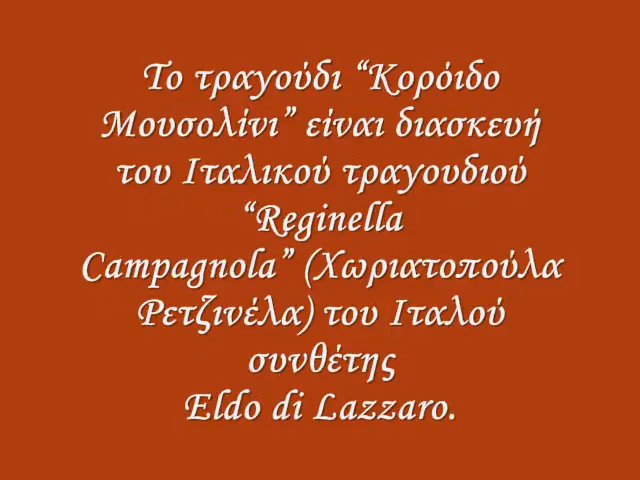 Το τραγούδι “Κορόιδο
Μουσολίνι” είναι διασκευή
του Ιταλικού τραγουδιού
“Reginella
Campagnola” (Χωριατοπούλα
Ρετζινέλα) του Ιταλού
συνθέτης
Eldo di Lazzaro.